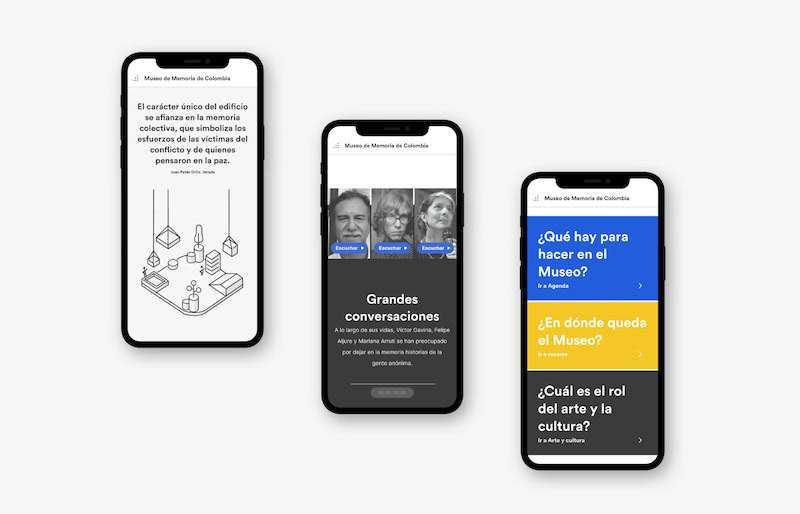 Museo de Memoria de Colombia
El carácter único del edificio
se afianza en la memoria
colectiva, que simboliza los
esfuerzos de las víctimas del
conflicto y de quienes
pensaron en la paz.
Juan Pablo Ortiz. Jurado
Museo de Memoria de Colombia
Escuchar
Escuchar
Escuchar
Grandes
conversaciones
A lo largo de sus vidas, Víctor Gaviria, Felipe
Aljure y Mariana Arruti se han preocupado
por dejar en la memoria historias de la
gente anónima.
Museo de Memoria de Colombia
¿Qué hay para
hacer en el
Museo?
Ir a Agenda
¿En dónde queda
el Museo?
Ir a recorre
¿Cuál es el rol
del arte y la
cultura?
Ir a Arte y cultura